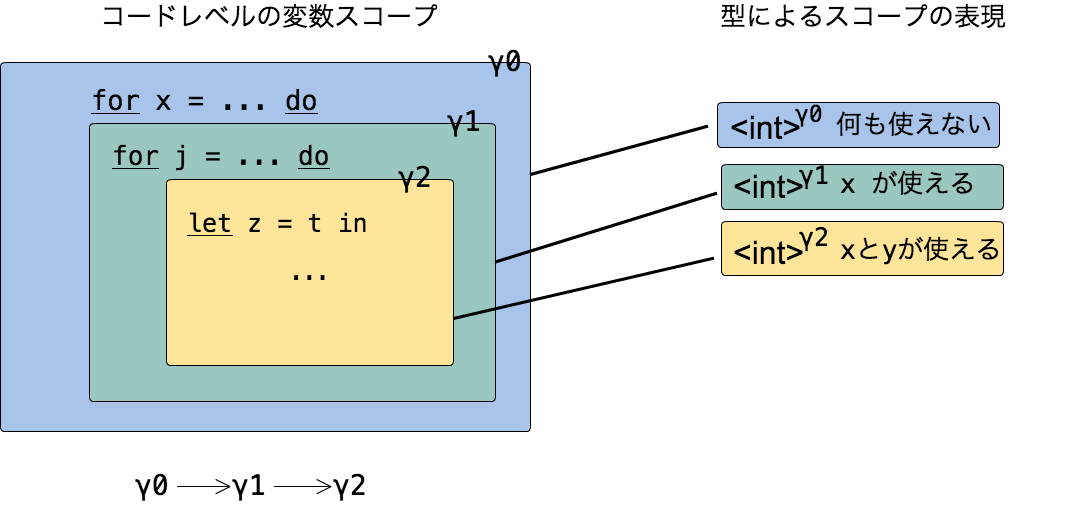 コードレベルの変数スコープ
型によるスコープの表現
γ0
for x = ... do
γ1
for j = ... do
γ2
let z = t in
...
<int>γ0 何も使えない
<int>γ1 x が使える
<int>γ2 xとyが使える
γ0 → γ1 → γ2